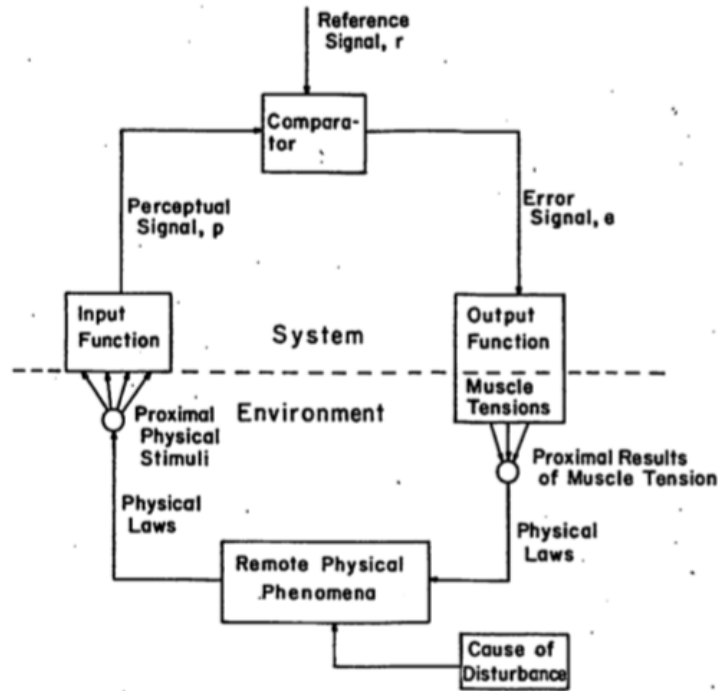 Reference
Signal, r
Compara-
tor
Perceptual
Signal, p
Error
Signal, e
Input
Function
Output
Function
System
Environment
Muscle
Tensions
Proximal
Physical
Stimuli
Proximal Results
of Muscle Tension
Physical
Laws
Physical
Laws
Remote Physical
Phenomena
Cause of
Disturbance